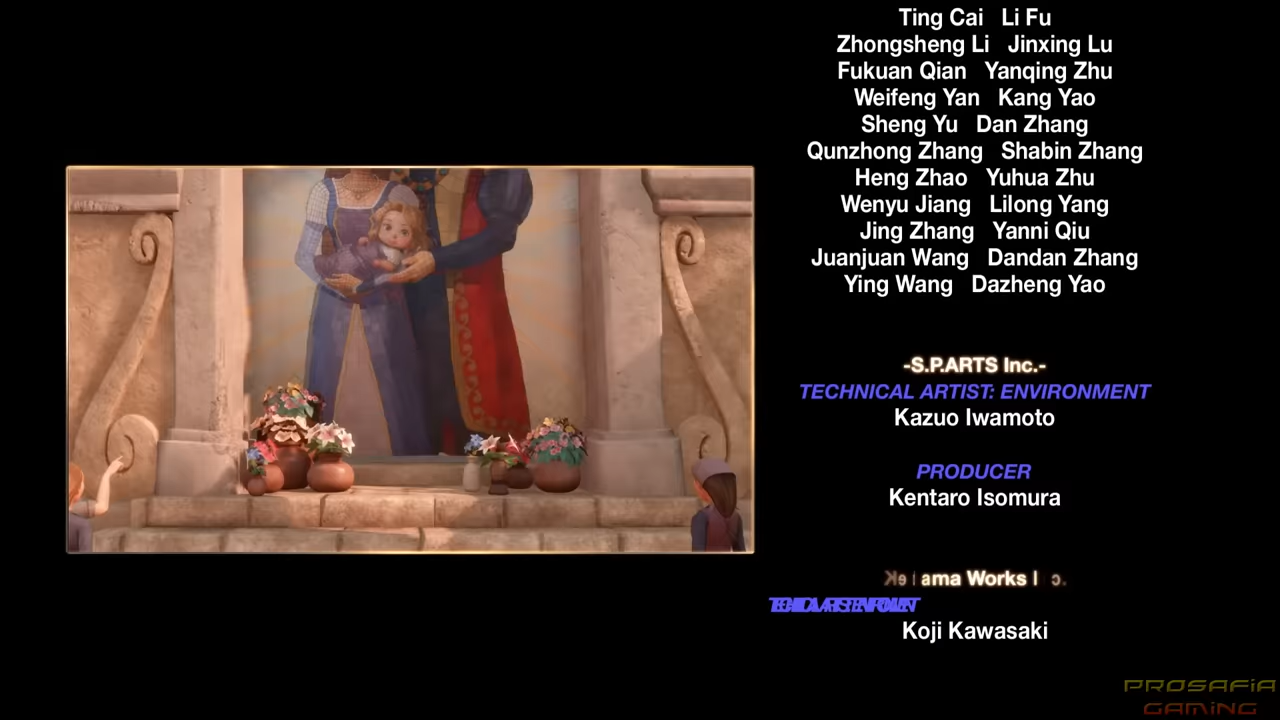 Ting Cai Li Fu
Zhongsheng Li Jinxing Lu
Fukuan Qian Yanqing Zhu
Weifeng Yan Kang Yao
Sheng Yu Dan Zhang
Qunzhong Zhang Shabin Zhang
Heng Zhao Yuhua Zhu
Wenyu Jiang Lilong Yang
Jing Zhang Yanni Qiu
Juanjuan Wang Dandan Zhang
Ying Wang Dazheng Yao
-S.P.ARTS Inc.-
TECHNICAL ARTIST: ENVIRONMENT
Kazuo Iwamoto
PRODUCER
Kentaro Isomura
ama Works
Koji Kawasaki
PROSAFIA
GAMING